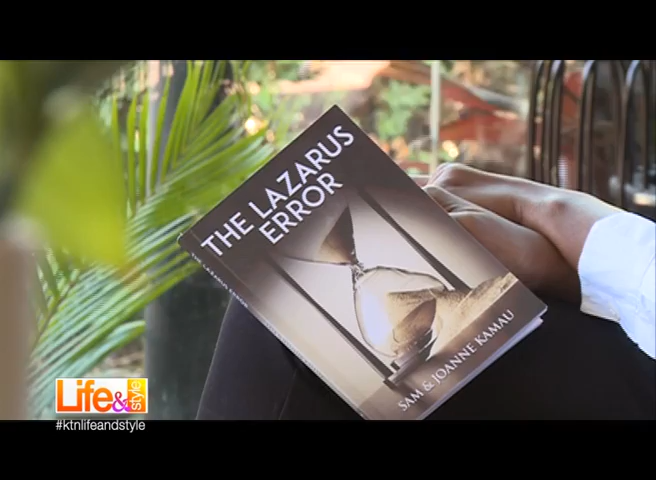 THE LAZARUS
ERROR
SAM & JOANNE KAMAU
Life&style
#ktnlifeandstyle